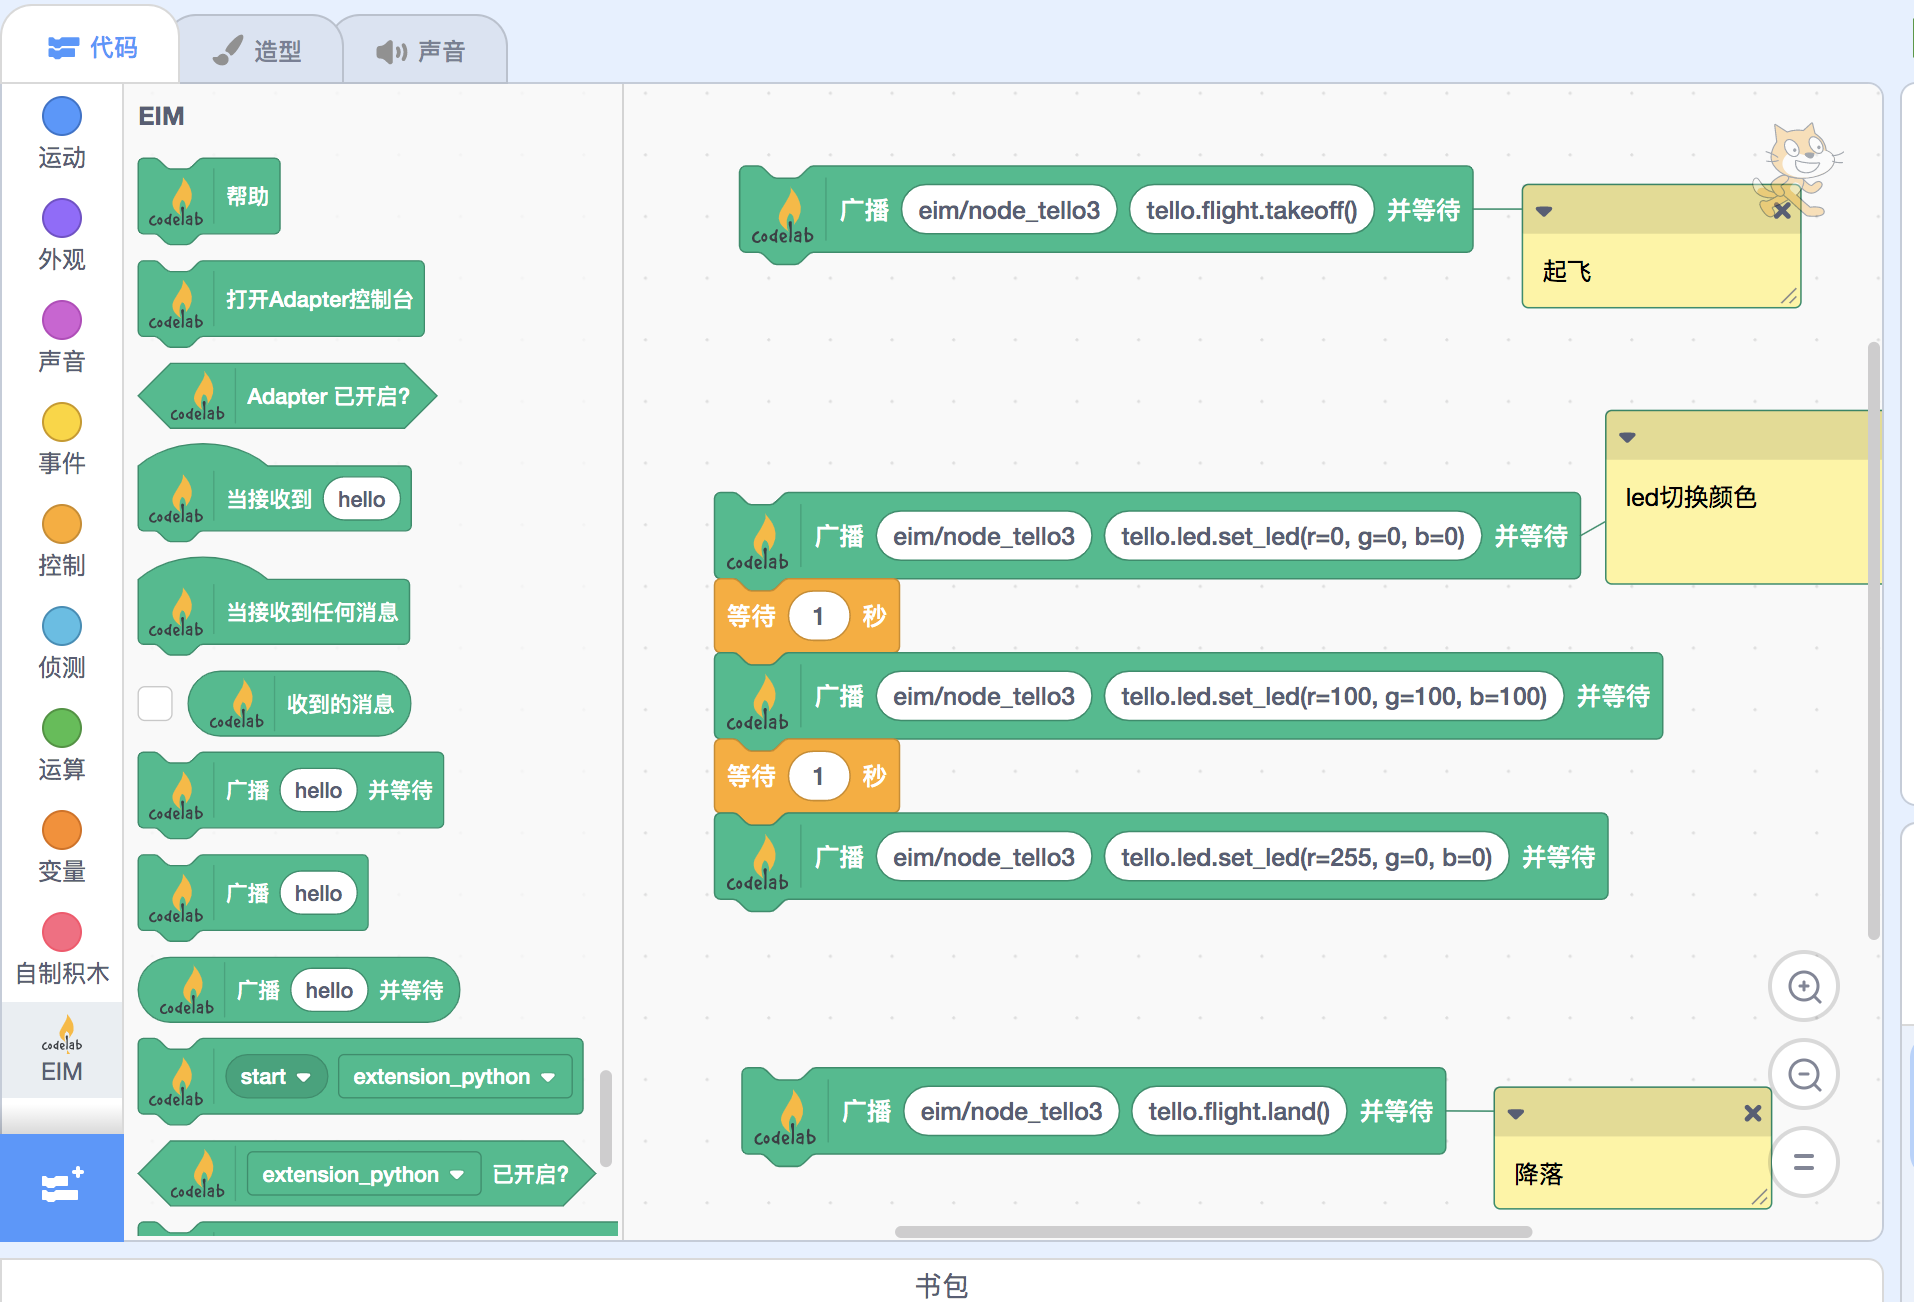 代码
造型
声音
运动
外观
声音
事件
控制
侦测
运算
变量
自制积木
codelab
EIM
EIM
codelab 帮助
codelab 打开Adapter控制台
codelab Adapter 已开启?
codelab 当接收到 hello
codelab 当接收到任何消息
codelab 收到的消息
codelab 广播 hello 并等待
codelab 广播 hello
codelab 广播 hello 并等待
codelab start extension_python
codelab extension_python 已开启?
codelab 广播 eim/node_tello3 tello.flight.takeoff() 并等待
起飞
codelab 广播 eim/node_tello3 tello.led.set_led(r=0, g=0, b=0) 并等待
led切换颜色
等待 1 秒
codelab 广播 eim/node_tello3 tello.led.set_led(r=100, g=100, b=100) 并等待
等待 1 秒
codelab 广播 eim/node_tello3 tello.led.set_led(r=255, g=0, b=0) 并等待
codelab 广播 eim/node_tello3 tello.flight.land() 并等待
降落
书包